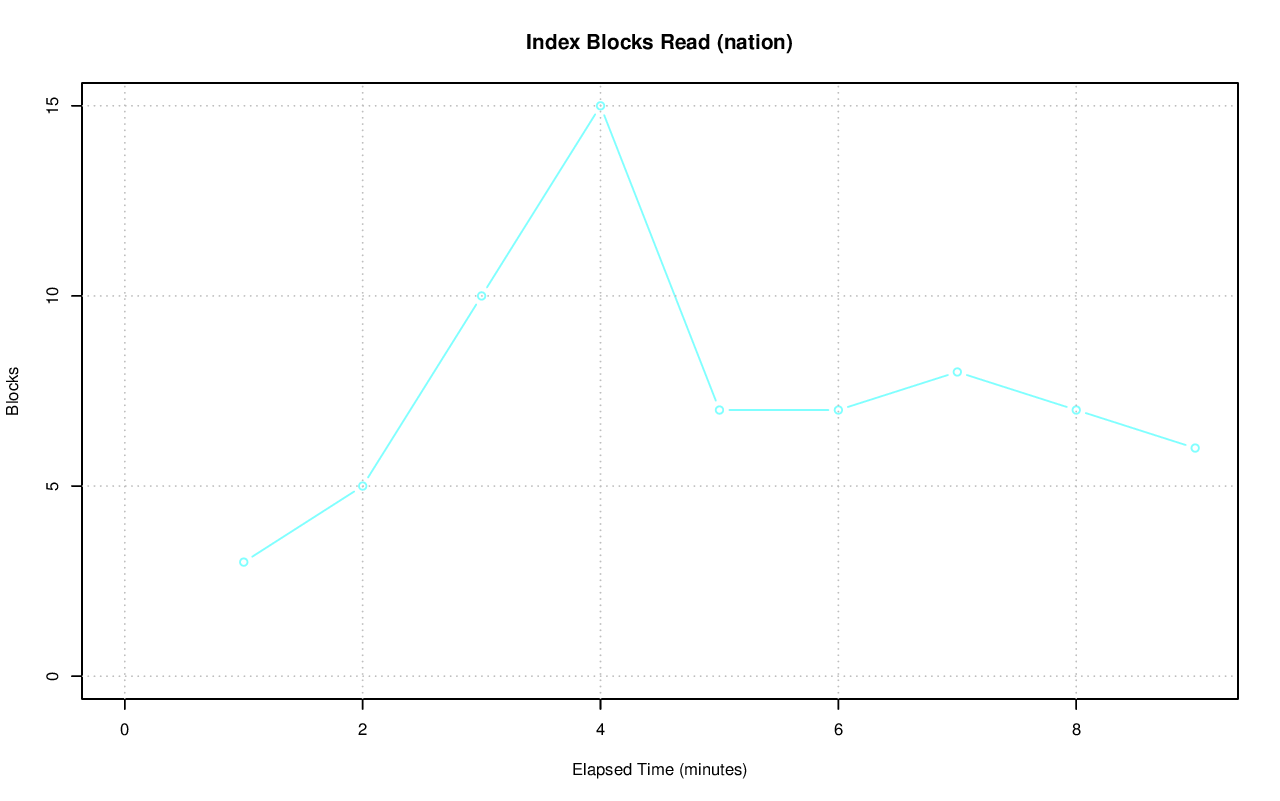 Index Blocks Read (nation)
Blocks
15
10
5
0
0 2 4 6 8
Elapsed Time (minutes)